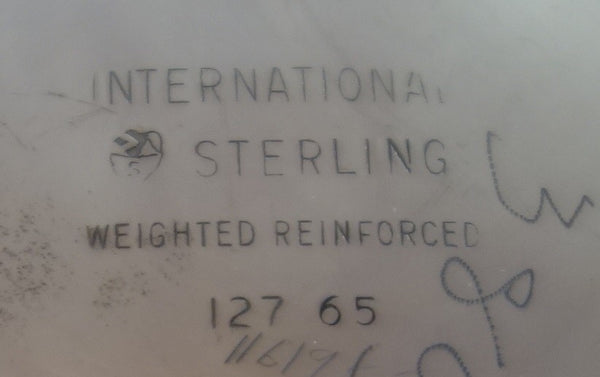 INTERNATIONAL
STERLING
WEIGHTED REINFORCED
127 65